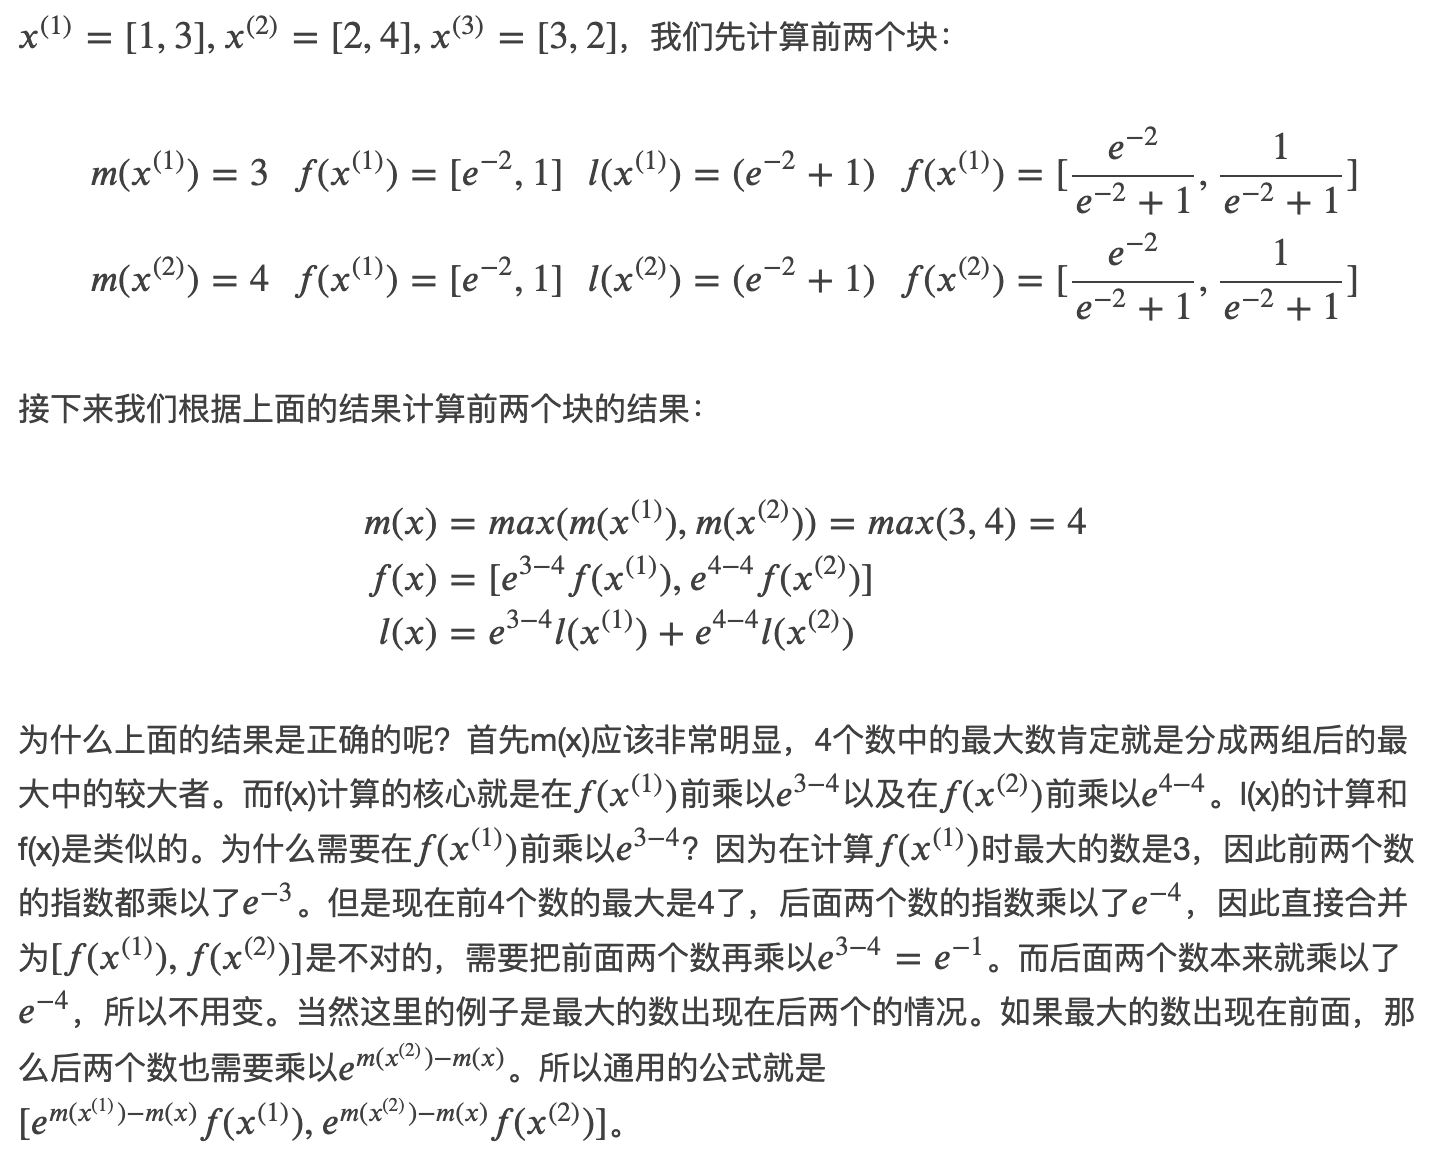 x^(1) = [1, 3], x^(2) = [2, 4], x^(3) = [3, 2]，我们先计算前两个块：
m(x^(1)) = 3 f(x^(1)) = [e^−2, 1] l(x^(1)) = (e^−2 + 1) f(x^(1)) = [e^−2/(e^−2 + 1), 1/(e^−2 + 1)]
m(x^(2)) = 4 f(x^(1)) = [e^−2, 1] l(x^(2)) = (e^−2 + 1) f(x^(2)) = [e^−2/(e^−2 + 1), 1/(e^−2 + 1)]
接下来我们根据上面的结果计算前两个块的结果：
m(x) = max(m(x^(1)), m(x^(2))) = max(3, 4) = 4
f(x) = [e^3−4 f(x^(1)), e^4−4 f(x^(2))]
l(x) = e^3−4 l(x^(1)) + e^4−4 l(x^(2))
为什么上面的结果是正确的呢？首先m(x)应该非常明显，4个数中的最大数肯定就是分成两组后的最
大中的较大者。而f(x)计算的核心就是在f(x^(1))前乘以e^3−4以及在f(x^(2))前乘以e^4−4。l(x)的计算和
f(x)是类似的。为什么需要在f(x^(1))前乘以e^3−4？因为在计算f(x^(1))时最大的数是3，因此前两个数
的指数都乘以了e^−3。但是现在前4个数的最大是4了，后面两个数的指数乘以了e^−4，因此直接合并
为[f(x^(1)), f(x^(2))]是不对的，需要把前面两个数再乘以e^3−4 = e^−1。而后面两个数本来就乘以了
e^−4，所以不用变。当然这里的例子是最大的数出现在后两个的情况。如果最大的数出现在前面，那
么后两个数也需要乘以e^m(x^(2))−m(x)。所以通用的公式就是
[e^m(x^(1))−m(x) f(x^(1)), e^m(x^(2))−m(x) f(x^(2))]。